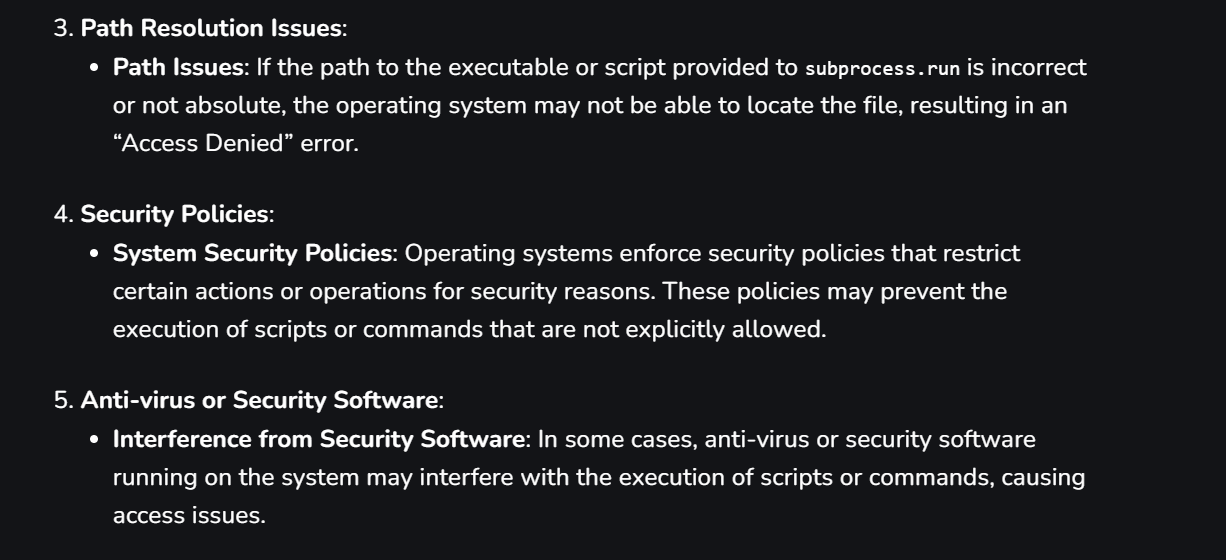 3. Path Resolution Issues:
• Path Issues: If the path to the executable or script provided to subprocess.run is incorrect
or not absolute, the operating system may not be able to locate the file, resulting in an
“Access Denied” error.
4. Security Policies:
• System Security Policies: Operating systems enforce security policies that restrict
certain actions or operations for security reasons. These policies may prevent the
execution of scripts or commands that are not explicitly allowed.
5. Anti-virus or Security Software:
• Interference from Security Software: In some cases, anti-virus or security software
running on the system may interfere with the execution of scripts or commands, causing
access issues.